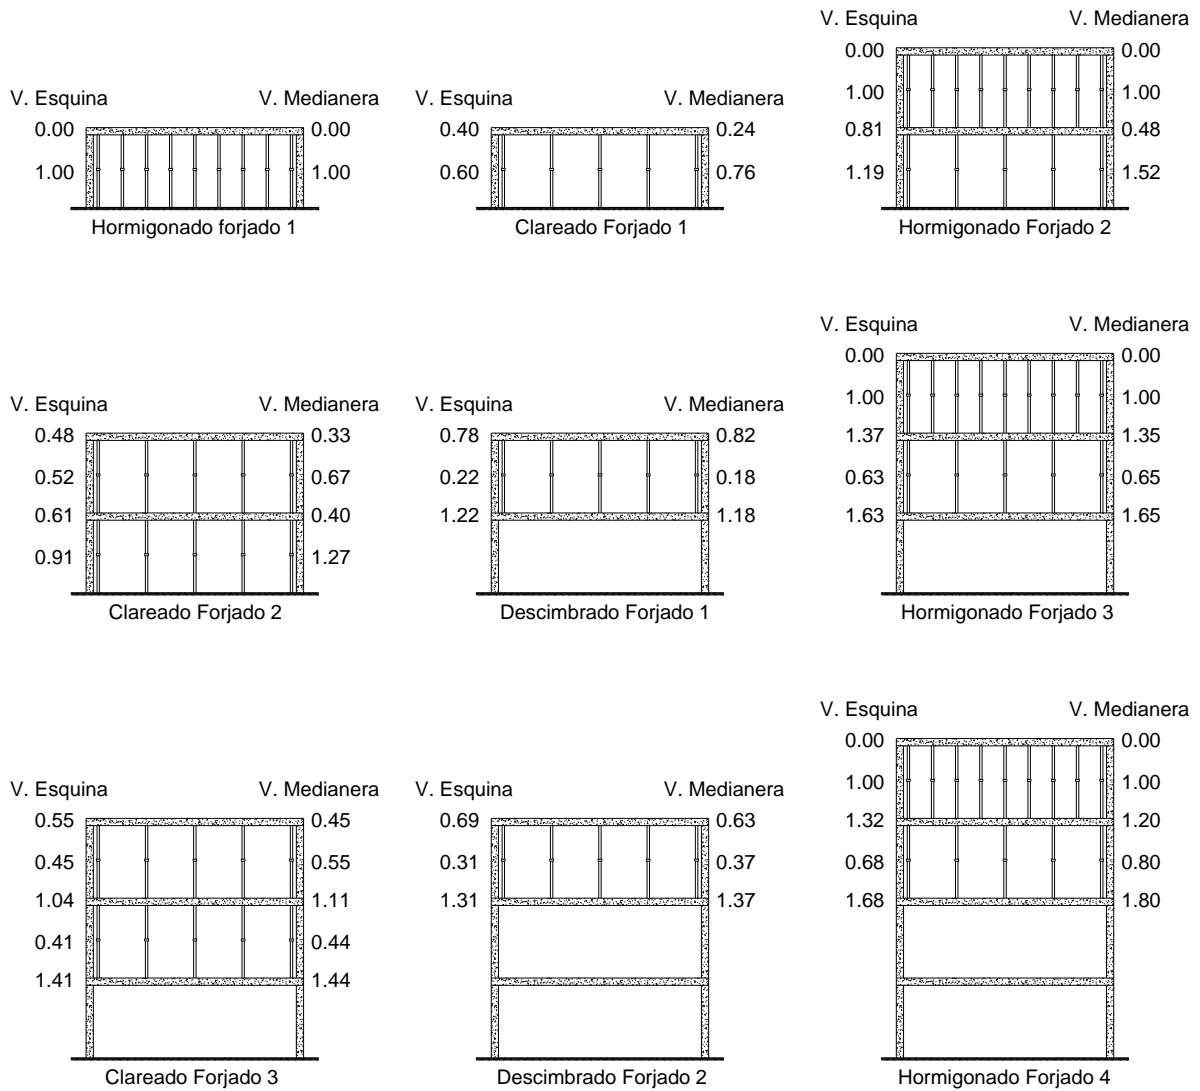 V. Esquina V. Medianera
0.00 0.00
1.00 1.00
Hormigonado forjado 1
V. Esquina V. Medianera
0.40 0.24
0.60 0.76
Clareado Forjado 1
V. Esquina V. Medianera
0.00 0.00
1.00 1.00
0.81 0.48
1.19 1.52
Hormigonado Forjado 2
V. Esquina V. Medianera
0.48 0.33
0.52 0.67
0.61 0.40
0.91 1.27
Clareado Forjado 2
V. Esquina V. Medianera
0.78 0.82
0.22 0.18
1.22 1.18
Descimbrado Forjado 1
V. Esquina V. Medianera
0.00 0.00
1.00 1.00
1.37 1.35
0.63 0.65
1.63 1.65
Hormigonado Forjado 3
V. Esquina V. Medianera
0.55 0.45
0.45 0.55
1.04 1.11
0.41 0.44
1.41 1.44
Clareado Forjado 3
V. Esquina V. Medianera
0.69 0.63
0.31 0.37
1.31 1.37
Descimbrado Forjado 2
V. Esquina V. Medianera
0.00 0.00
1.00 1.00
1.32 1.20
0.68 0.80
1.68 1.80
Hormigonado Forjado 4